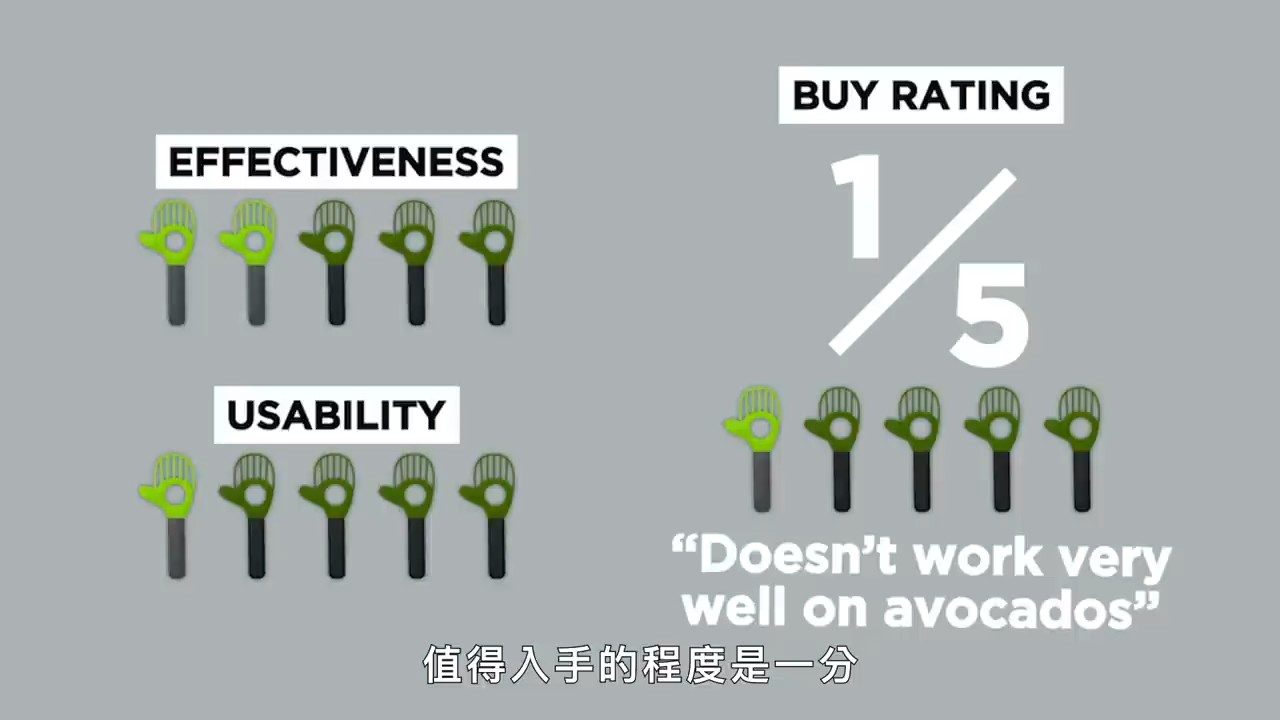 EFFECTIVENESS
USABILITY
BUY RATING
1/5
“Doesn’t work very
well on avocados”
值得入手的程度是一分